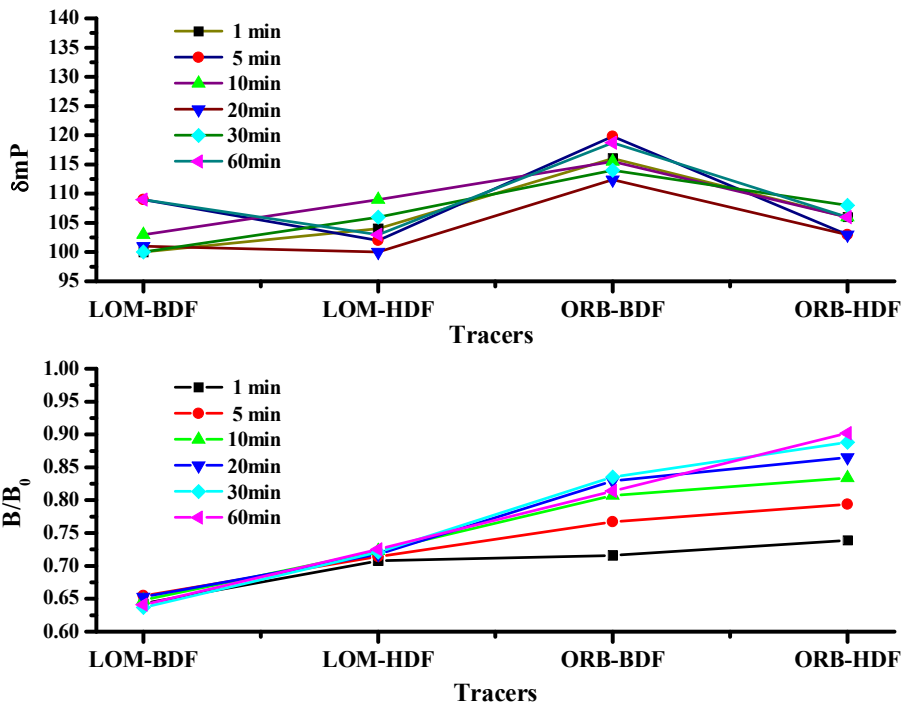 140
135
130
125
120
115
110
105
100
95
δmP
1 min
5 min
10min
20min
30min
60min
LOM-BDF LOM-HDF ORB-BDF ORB-HDF
Tracers
1.00
0.95
0.90
0.85
0.80
0.75
0.70
0.65
0.60
B/B0
1 min
5 min
10min
20min
30min
60min
LOM-BDF LOM-HDF ORB-BDF ORB-HDF
Tracers